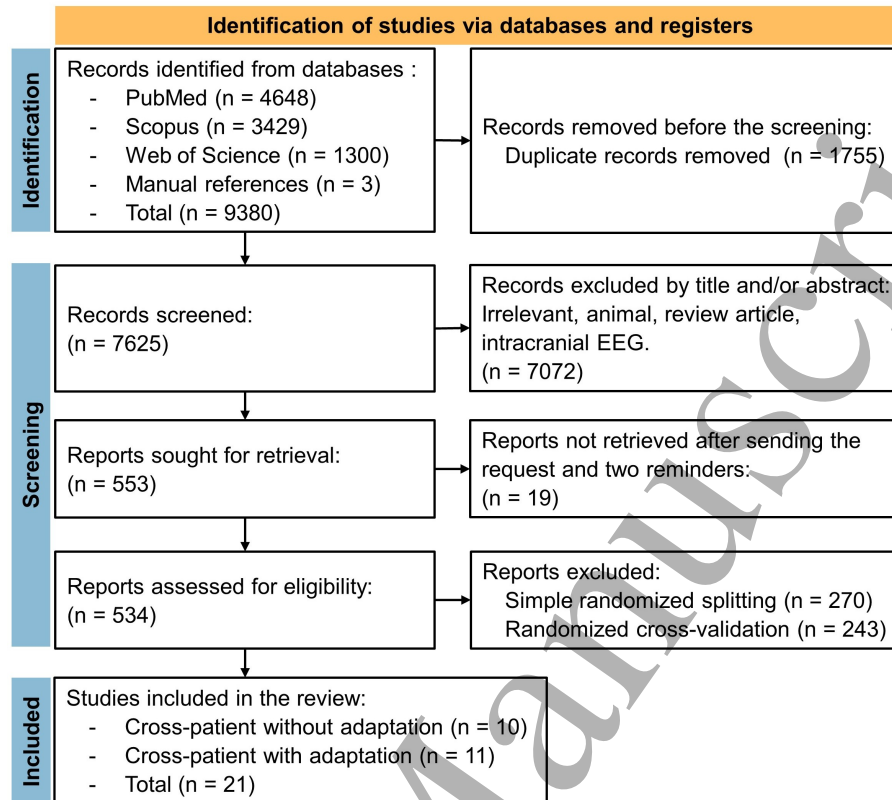 Identification of studies via databases and registers
Identification
Records identified from databases :
- PubMed (n = 4648)
- Scopus (n = 3429)
- Web of Science (n = 1300)
- Manual references (n = 3)
- Total (n = 9380)
Records removed before the screening:
Duplicate records removed (n = 1755)
Screening
Records screened:
(n = 7625)
Records excluded by title and/or abstract:
Irrelevant, animal, review article,
intracranial EEG.
(n = 7072)
Reports sought for retrieval:
(n = 553)
Reports not retrieved after sending the
request and two reminders:
(n = 19)
Reports assessed for eligibility:
(n = 534)
Reports excluded:
Simple randomized splitting (n = 270)
Randomized cross-validation (n = 243)
Included
Studies included in the review:
- Cross-patient without adaptation (n = 10)
- Cross-patient with adaptation (n = 11)
- Total (n = 21)
Manuscri